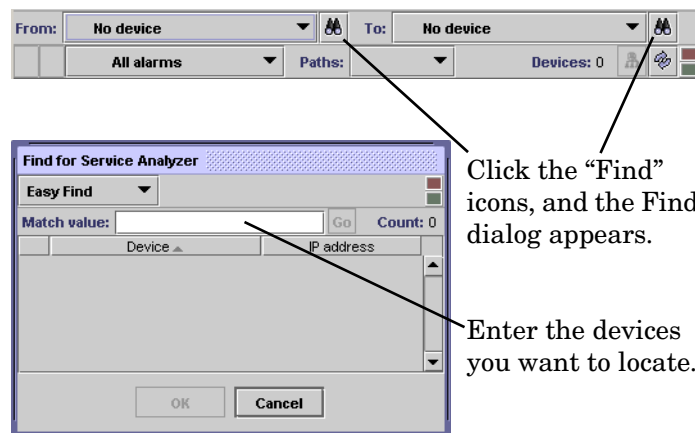 From: No device To: No device
All alarms Paths: Devices: 0
Find for Service Analyzer
Easy Find
Match value: Go Count: 0
Device IP address
OK Cancel
Click the “Find”
icons, and the Find
dialog appears.
Enter the devices
you want to locate.